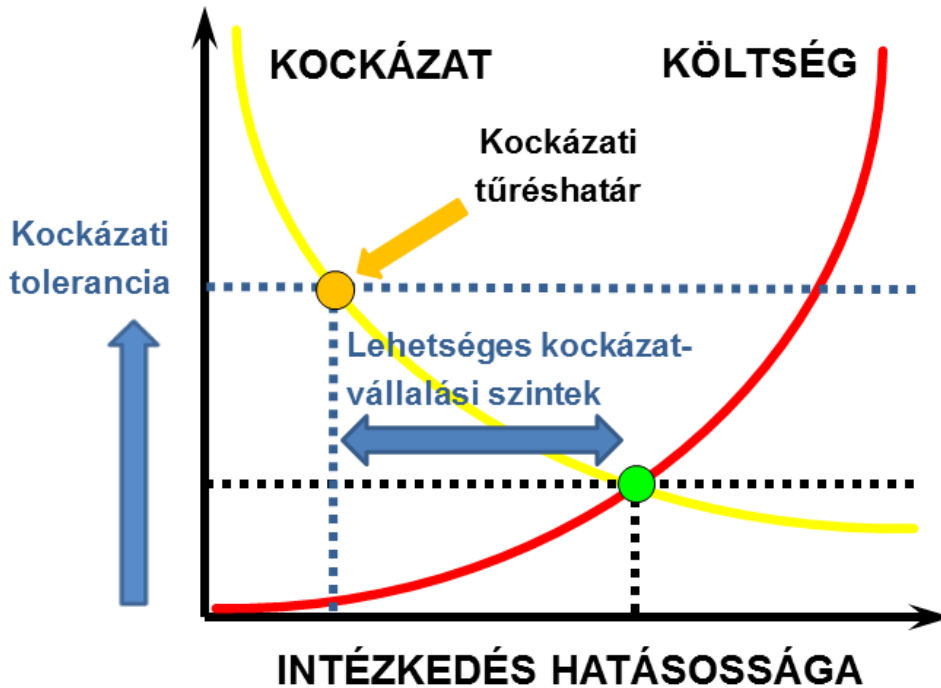 KOCKÁZAT
KÖLTSÉG
Kockázati
tűréshatár
Kockázati
tolerancia
Lehetséges kockázat-
vállalási szintek
INTÉZKEDÉS HATÁSOSSÁGA